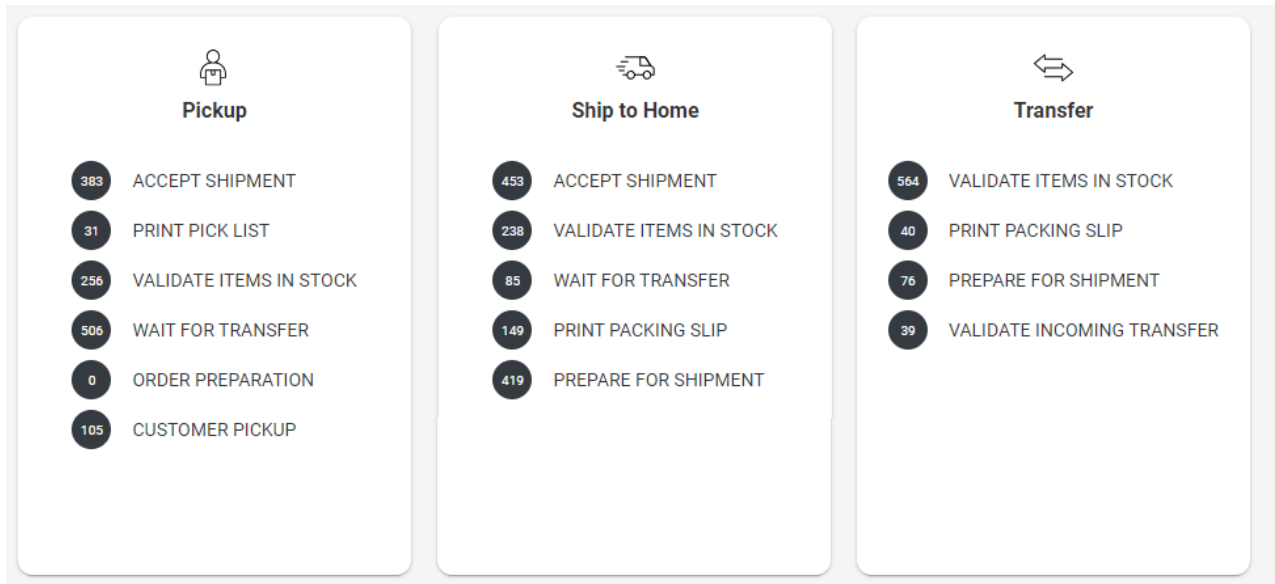 Pickup
383 ACCEPT SHIPMENT
31 PRINT PICK LIST
256 VALIDATE ITEMS IN STOCK
506 WAIT FOR TRANSFER
0 ORDER PREPARATION
105 CUSTOMER PICKUP
Ship to Home
453 ACCEPT SHIPMENT
238 VALIDATE ITEMS IN STOCK
85 WAIT FOR TRANSFER
149 PRINT PACKING SLIP
419 PREPARE FOR SHIPMENT
Transfer
564 VALIDATE ITEMS IN STOCK
40 PRINT PACKING SLIP
76 PREPARE FOR SHIPMENT
39 VALIDATE INCOMING TRANSFER